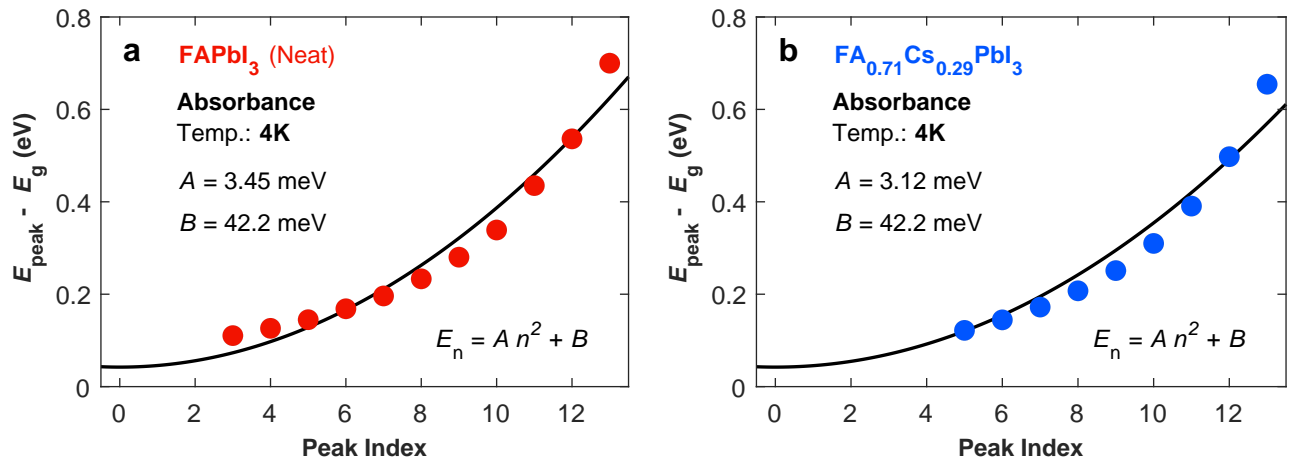 a
FAPbI3 (Neat)
Absorbance
Temp.: 4K
A = 3.45 meV
B = 42.2 meV
En = A n2 + B
Epeak - Eg (eV)
0.8
0.6
0.4
0.2
0
0 2 4 6 8 10 12
Peak Index
b
FA0.71Cs0.29PbI3
Absorbance
Temp.: 4K
A = 3.12 meV
B = 42.2 meV
En = A n2 + B
Epeak - Eg (eV)
0.8
0.6
0.4
0.2
0
0 2 4 6 8 10 12
Peak Index